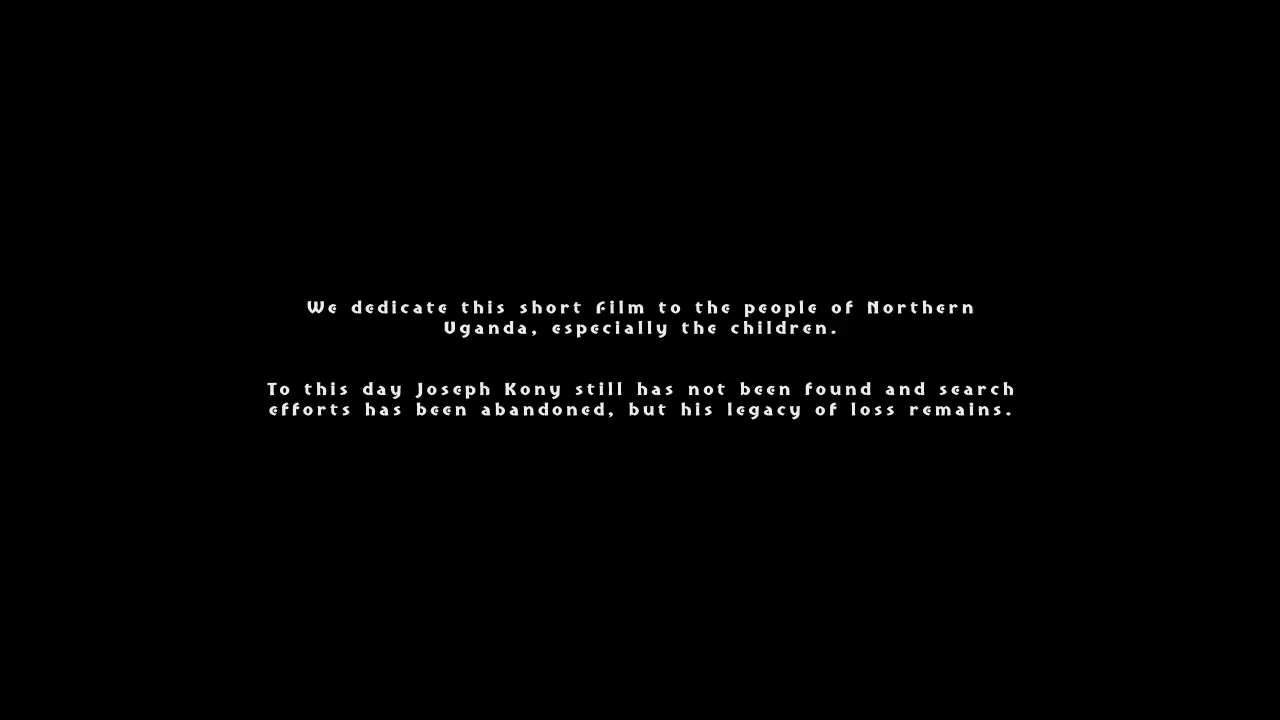 We dedicate this short film to the people of Northern
Uganda, especially the children.
To this day Joseph Kony still has not been found and search
efforts has been abandoned, but his legacy of loss remains.